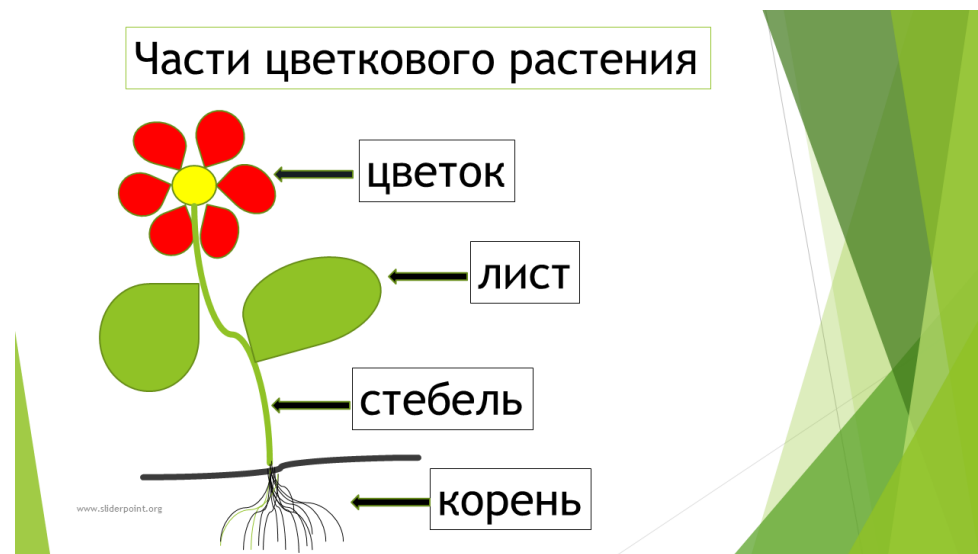 Части цветкового растения
цветок
лист
стебель
корень
www.sliderpoint.org